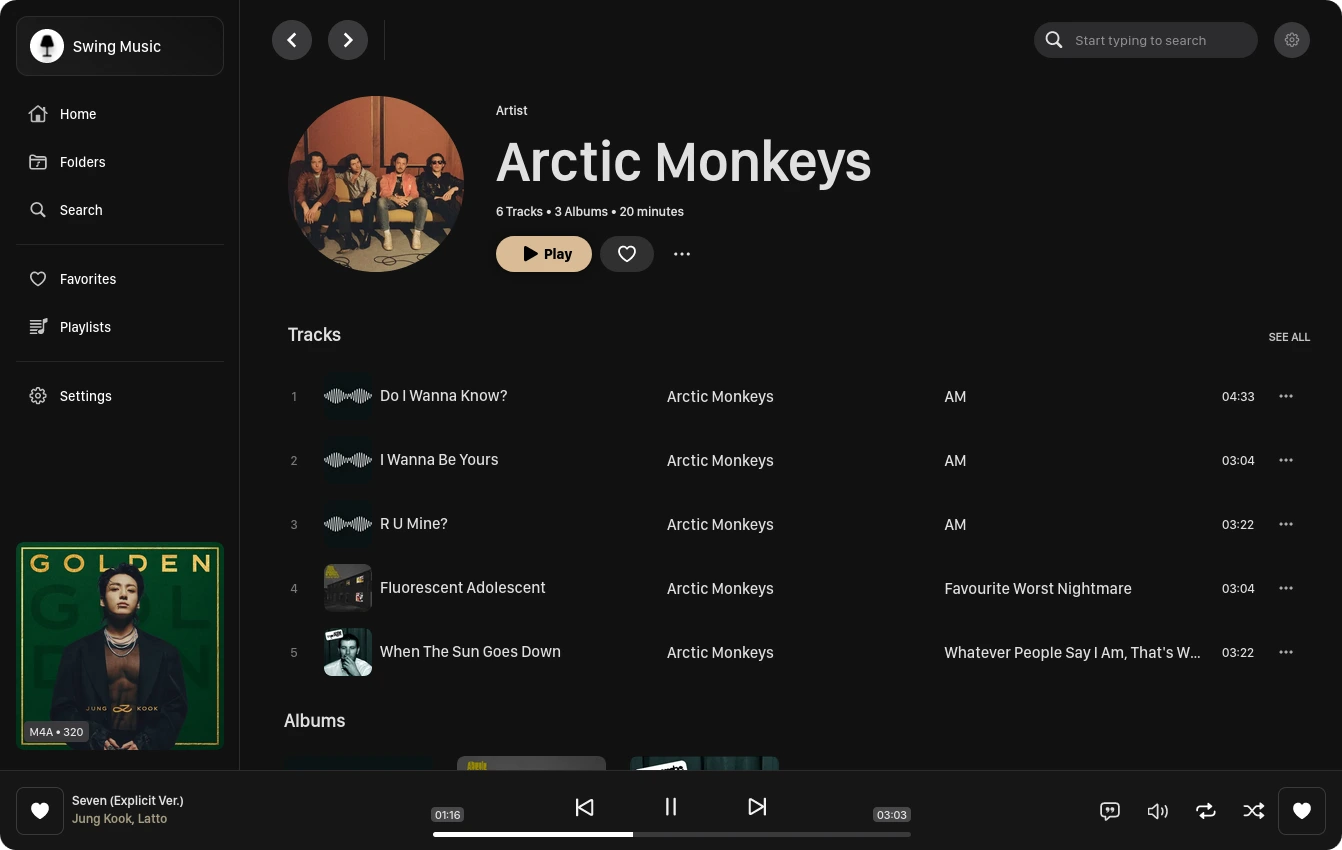 Swing Music
Home
Folders
Search
Favorites
Playlists
Settings
GOLDEN
JUNG KOOK
M4A • 320
Start typing to search
Artist
Arctic Monkeys
6 Tracks • 3 Albums • 20 minutes
Play
Tracks
SEE ALL
1 Do I Wanna Know? Arctic Monkeys AM 04:33
2 I Wanna Be Yours Arctic Monkeys AM 03:04
3 R U Mine? Arctic Monkeys AM 03:22
4 Fluorescent Adolescent Arctic Monkeys Favourite Worst Nightmare 03:04
5 When The Sun Goes Down Arctic Monkeys Whatever People Say I Am, That's W... 03:22
Albums
Seven (Explicit Ver.)
Jung Kook, Latto
01:16
03:03